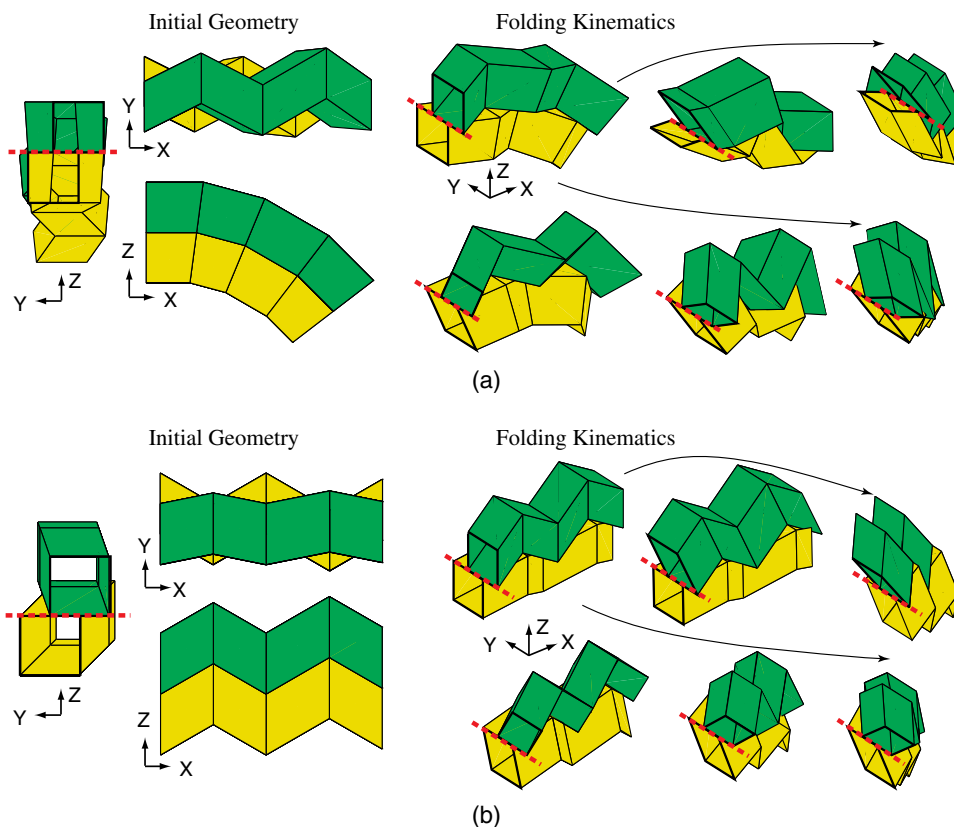 Initial Geometry
Folding Kinematics
Y
X
Z
Y
Z
X
Z
Y
X
(a)
Initial Geometry
Folding Kinematics
Y
X
Z
Y
Z
X
Z
Y
X
(b)